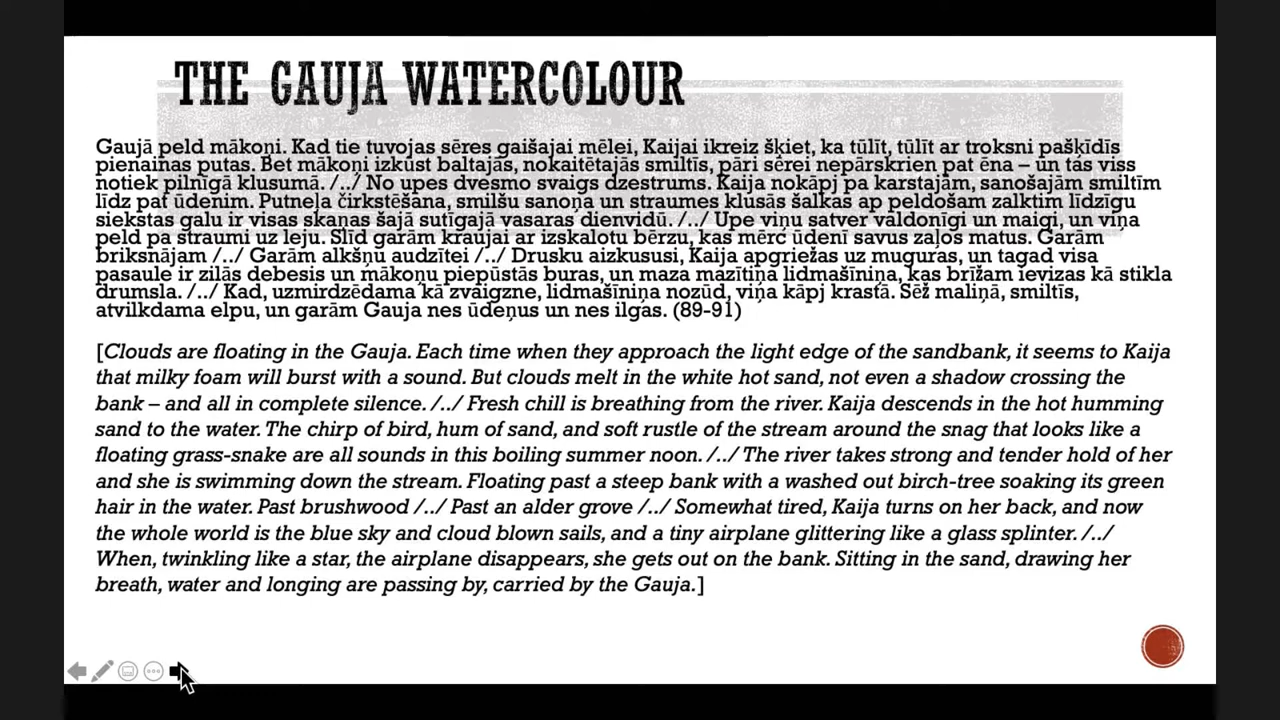 THE GAUJA WATERCOLOUR
Gaujā peld mākoņi. Kad tie tuvojas sēres gaišajai mēlei, Kaijai ikreiz šķiet, ka tūlīt, tūlīt ar troksni pašķīdīs
pienainas putas. Bet mākoņi izkūst baltajās, nokaitētajās smiltīs, pāri sērei nepārskrien pat ēna – un tas viss
notiek pilnīgā klusumā. /../ No upes dvesmo svaigs dzestrums. Kaija nokāpj pa karstajām, sanošajām smiltīm
līdz pat ūdenim. Putneļa čirkstēšana, smilšu sanoņa un straumes klusās šalkas ap peldošam zalktim līdzīgu
siekstas galu ir visas skaņas šajā sutīgajā vasaras dienvidū. /../ Upe viņu satver valdonīgi un maigi, un viņa
peld pa straumi uz leju. Slīd garām kraujai ar izskalotu bērzu, kas mērc ūdenī savus zaļos matus. Garām
briksnājam /../ Garām alkšņu audzītei /../ Drusku aizkususi, Kaija apgriežas uz muguras, un tagad visa
pasaule ir zilās debesis un mākoņu piepūstās buras, un maza mazītiņa lidmašīniņa, kas brīžam ievizas kā stikla
drumsla. /../ Kad, uzmirdzēdama kā zvaigzne, lidmašīniņa nozūd, viņa kāpj krastā. Sēž maliņā, smiltīs,
atvilkdama elpu, un garām Gauja nes ūdeņus un nes ilgas. (89-91)
[Clouds are floating in the Gauja. Each time when they approach the light edge of the sandbank, it seems to Kaija
that milky foam will burst with a sound. But clouds melt in the white hot sand, not even a shadow crossing the
bank – and all in complete silence. /../ Fresh chill is breathing from the river. Kaija descends in the hot humming
sand to the water. The chirp of bird, hum of sand, and soft rustle of the stream around the snag that looks like a
floating grass-snake are all sounds in this boiling summer noon. /../ The river takes strong and tender hold of her
and she is swimming down the stream. Floating past a steep bank with a washed out birch-tree soaking its green
hair in the water. Past brushwood /../ Past an alder grove /../ Somewhat tired, Kaija turns on her back, and now
the whole world is the blue sky and cloud blown sails, and a tiny airplane glittering like a glass splinter. /../
When, twinkling like a star, the airplane disappears, she gets out on the bank. Sitting in the sand, drawing her
breath, water and longing are passing by, carried by the Gauja.]